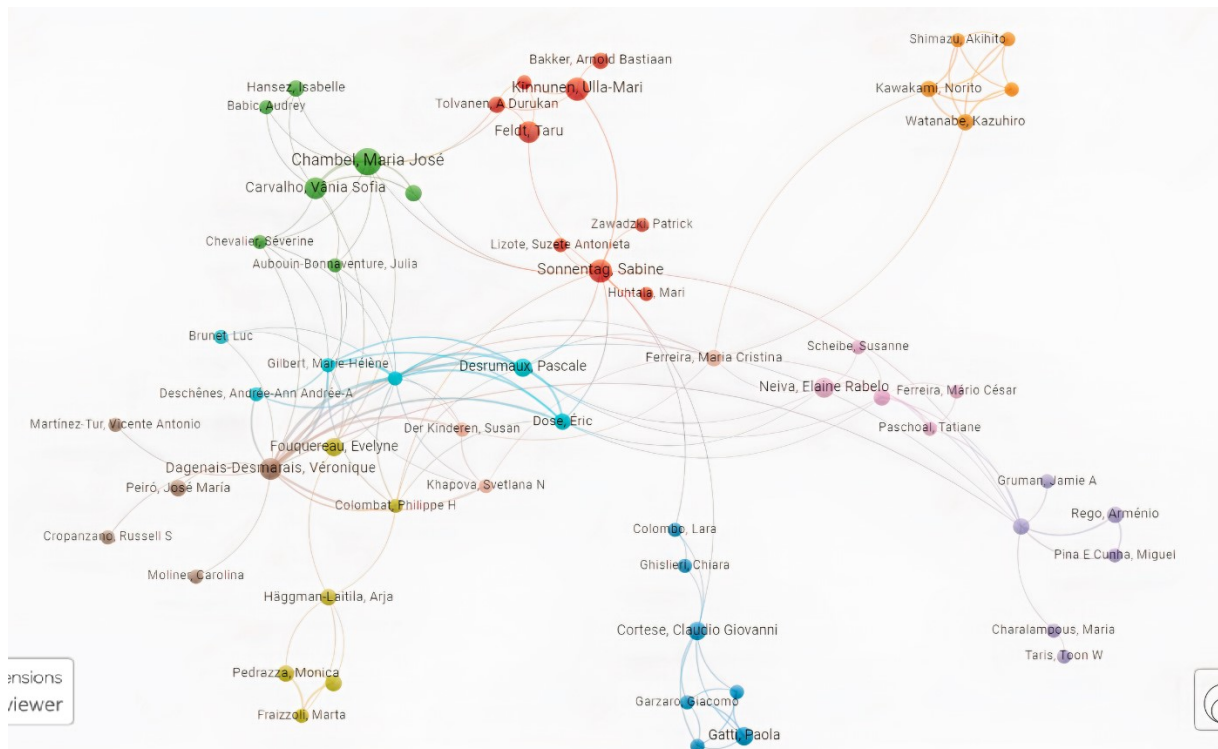 Shimazu, Akihito
Bakker, Arnold Bastiaan
Hansez, Isabelle
Kinnunen, Ulla-Mari
Kawakami, Norito
Babic, Audrey
Tolvanen, A Durukan
Watanabe, Kazuhiro
Feldt, Taru
Chambel, Maria José
Carvalho, Vânia Sofia
Zawadzki, Patrick
Chevalier, Séverine
Lizote, Suzete Antonieta
Aubouin-Bonnaventure, Julia
Sonnentag, Sabine
Huhtala, Mari
Brunet, Luc
Scheibe, Susanne
Gilbert, Marie Hélène
Desrumaux, Pascale
Ferreira, Maria Cristina
Neiva, Elaine Rabelo
Ferreira, Mário César
Deschênes, Andrée-Ann Andrée-A
Martínez-Tur, Vicente Antonio
Der Kinderen, Susan
Dose, Éric
Paschoal, Tatiane
Fouquereau, Evelyne
Dagenais-Desmarais, Véronique
Peiró, José María
Khapova, Svetlana N
Gruman, Jamie A
Colombat, Philippe H
Rego, Arménio
Cropanzano, Russell S
Colombo, Lara
Pina E Cunha, Miguel
Ghislieri, Chiara
Moliner, Carolina
Häggman-Laitila, Arja
Cortese, Claudio Giovanni
Charalampous, Maria
Taris, Toon W
Pedrazza, Monica
ensions
viewer
Garzaro, Giacomo
Fraizzoli, Marta
Gatti, Paola